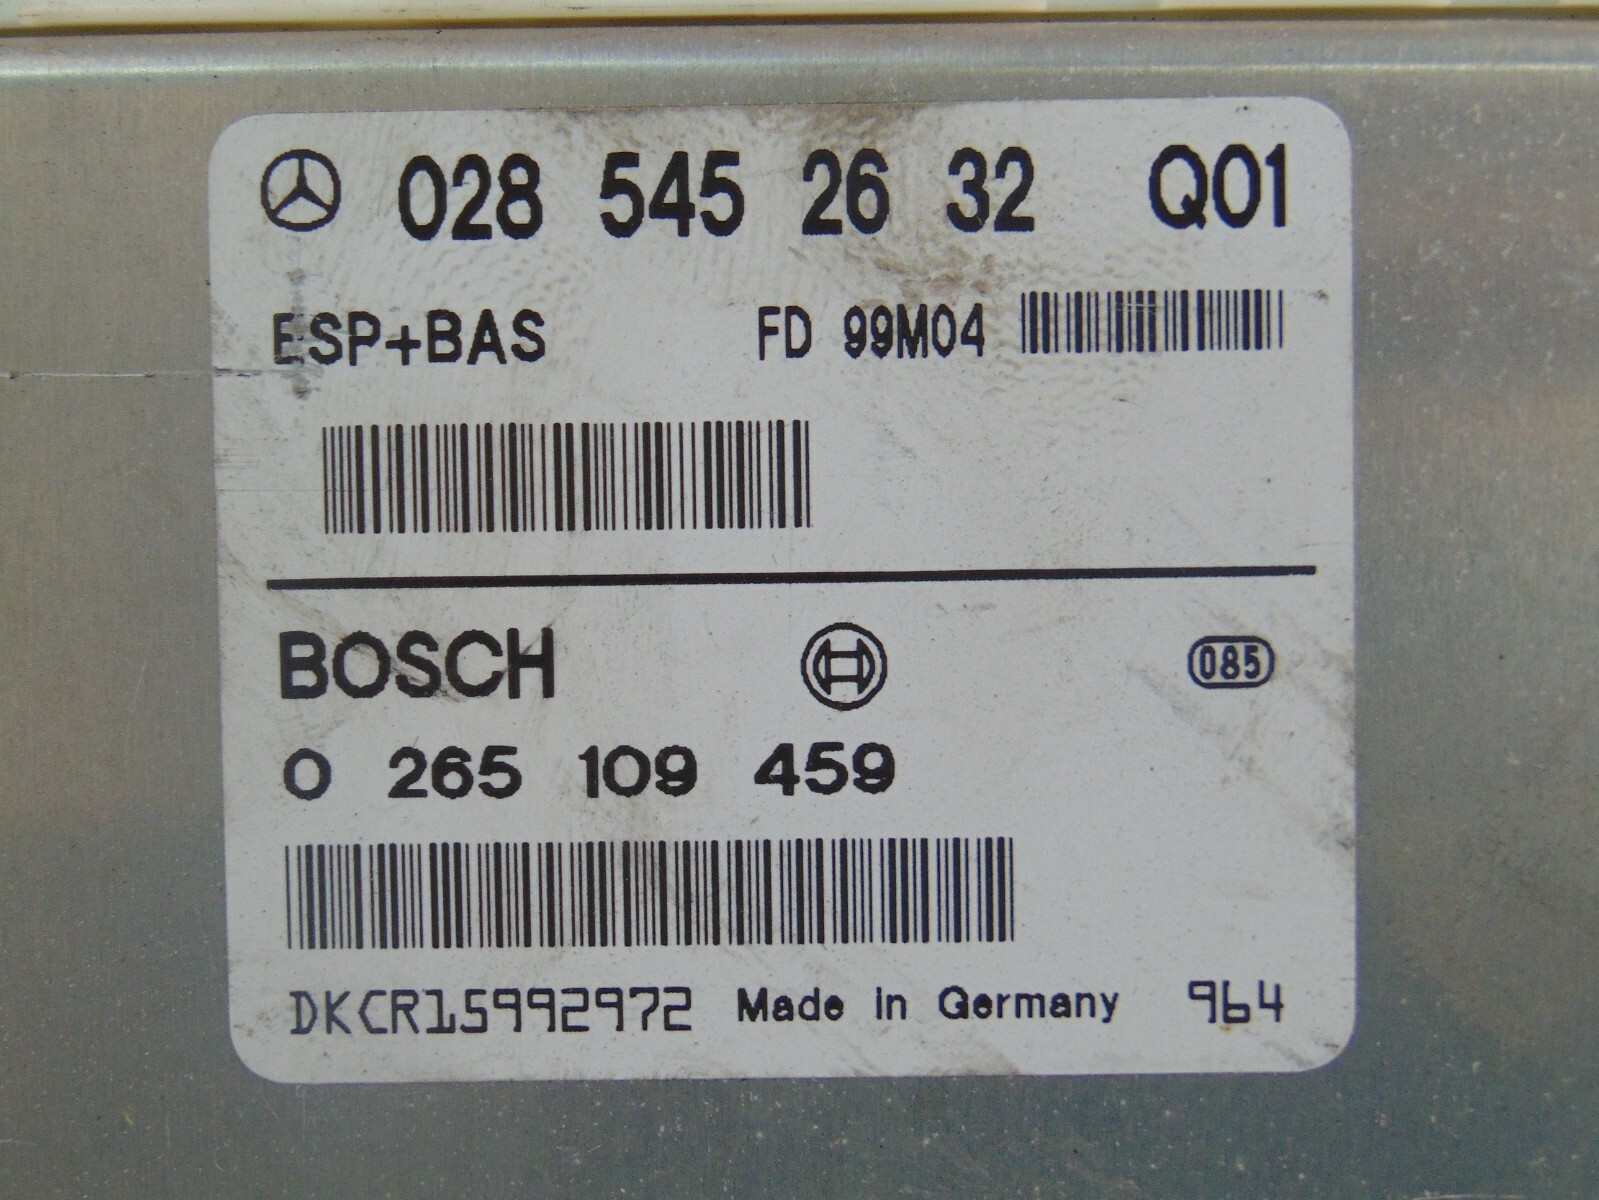 028 545 26 32 Q01
ESP+BAS FD 99M04
BOSCH 085
0 265 109 459
DKCR15992972 Made in Germany 964